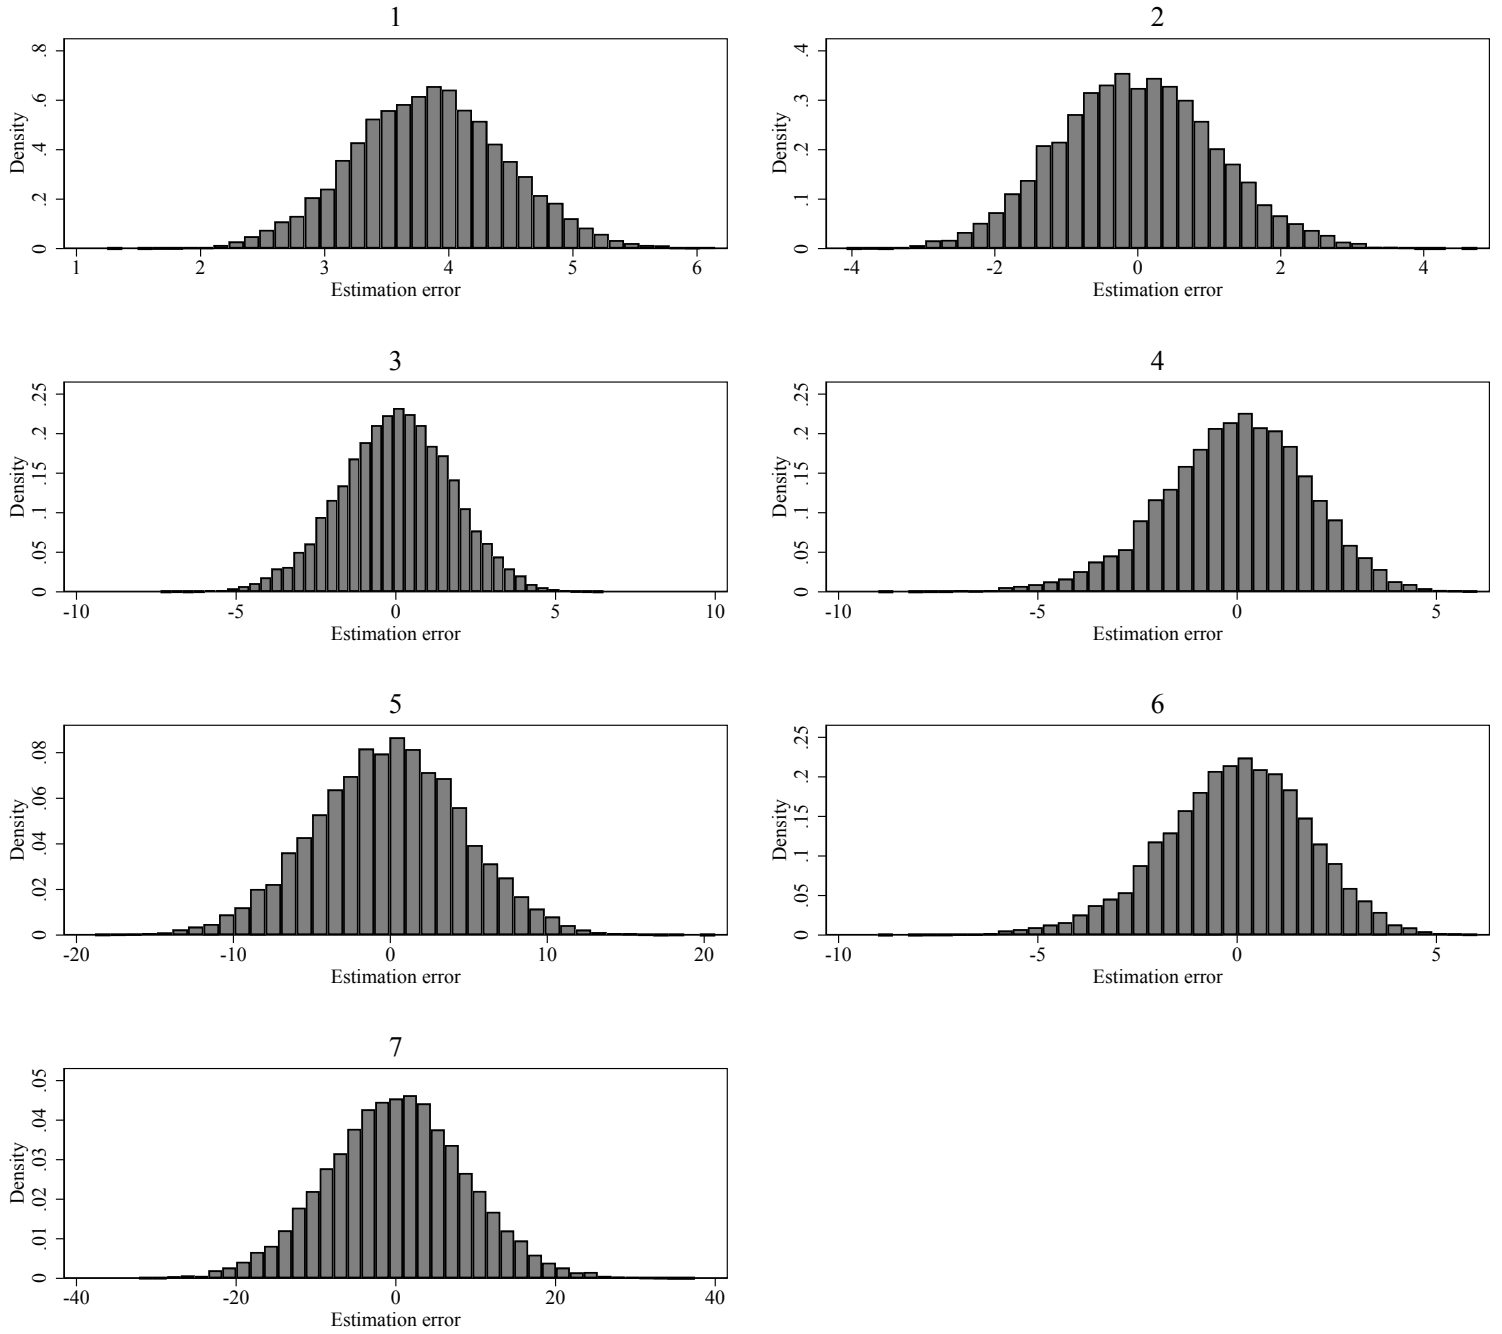 1
Density
.8
.6
.4
.2
0
1 2 3 4 5 6
Estimation error
2
Density
.4
.3
.2
.1
0
-4 -2 0 2 4
Estimation error
3
Density
.25
.2
.15
.1
.05
0
-10 -5 0 5 10
Estimation error
4
Density
.25
.2
.15
.1
.05
0
-10 -5 0 5
Estimation error
5
Density
.08
.06
.04
.02
0
-20 -10 0 10 20
Estimation error
6
Density
.25
.2
.15
.1
.05
0
-10 -5 0 5
Estimation error
7
Density
.05
.04
.03
.02
.01
0
-40 -20 0 20 40
Estimation error